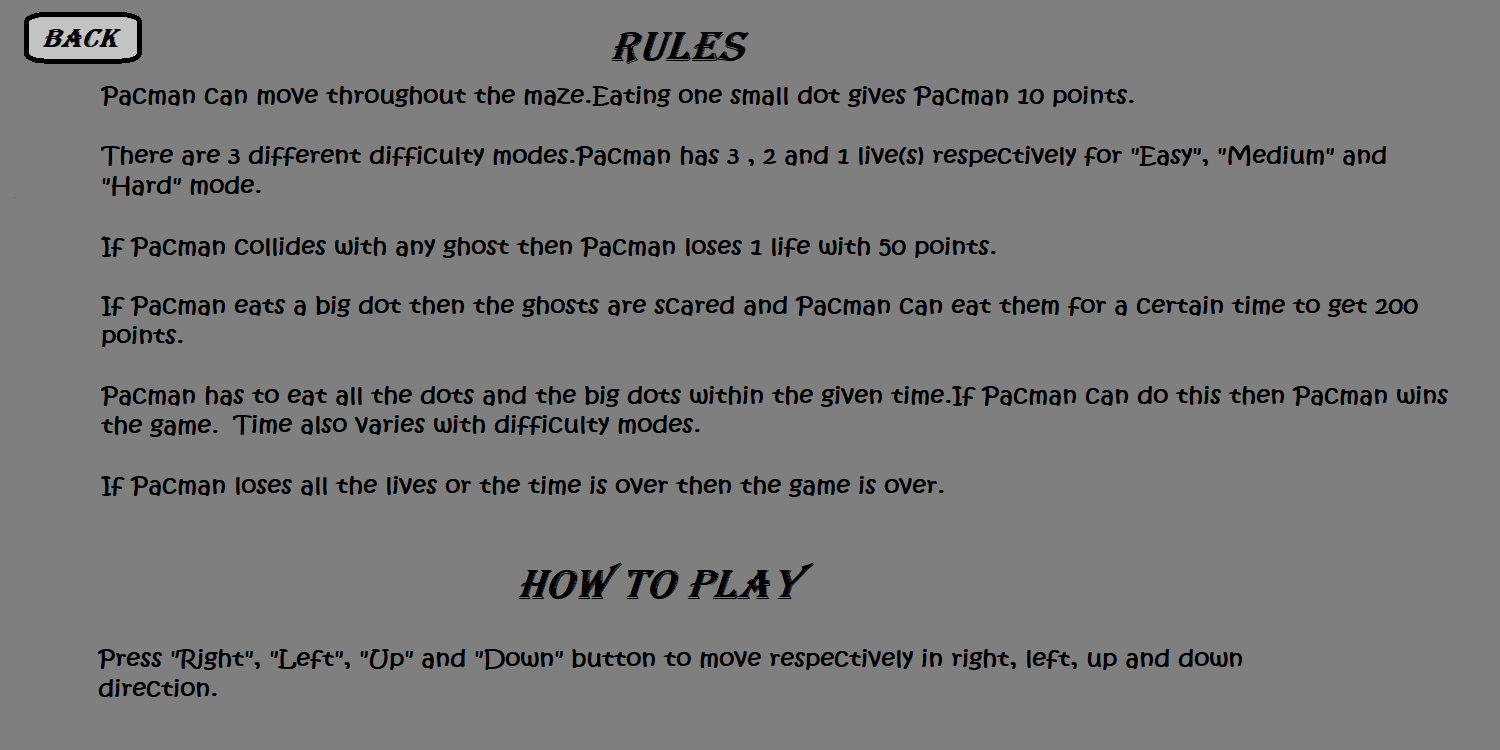 BACK
RULES
Pacman can move throughout the maze.Eating one small dot gives Pacman 10 points.
There are 3 different difficulty modes.Pacman has 3 , 2 and 1 live(s) respectively for "Easy", "Medium" and
"Hard" mode.
If Pacman collides with any ghost then Pacman loses 1 life with 50 points.
If Pacman eats a big dot then the ghosts are scared and Pacman can eat them for a certain time to get 200
points.
Pacman has to eat all the dots and the big dots within the given time.If Pacman can do this then Pacman wins
the game.  Time also varies with difficulty modes.
If Pacman loses all the lives or the time is over then the game is over.
HOW TO PLAY
Press "Right", "Left", "Up" and "Down" button to move respectively in right, left, up and down
direction.